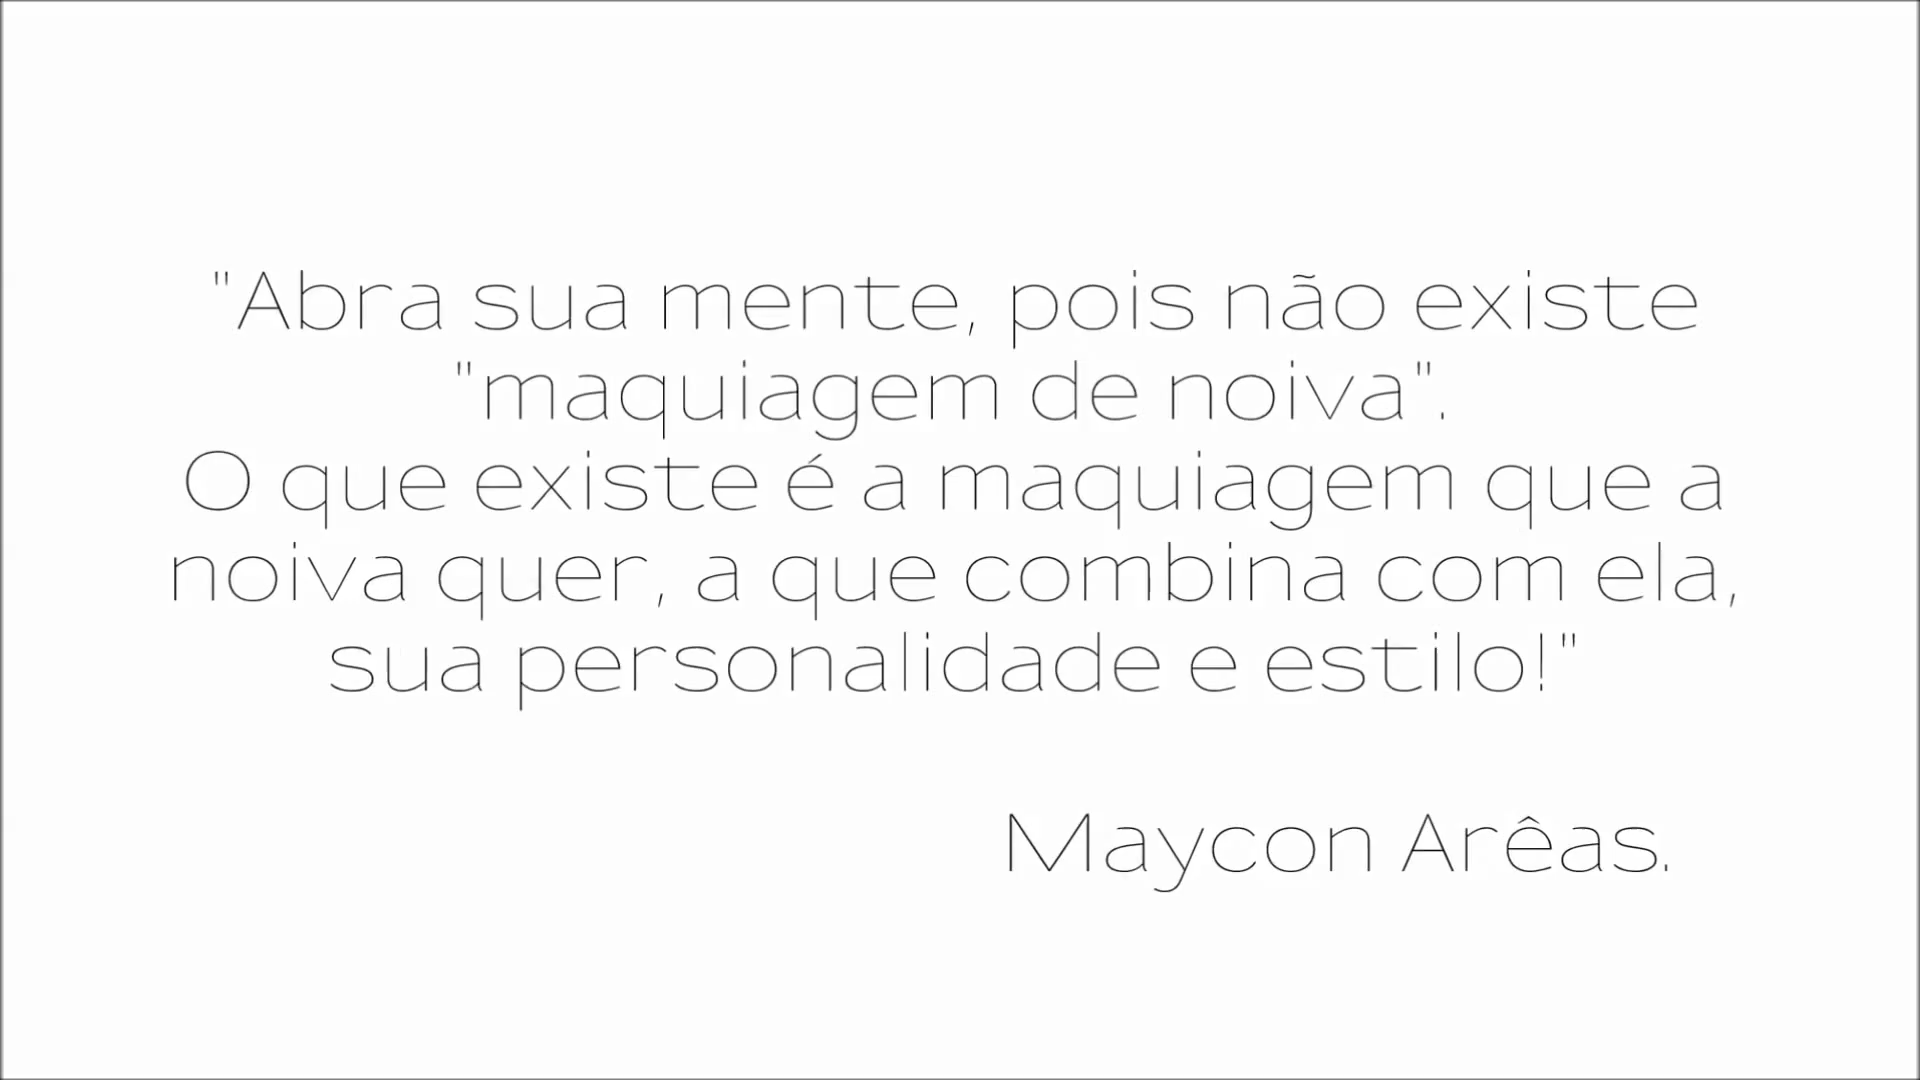 "Abra sua mente, pois não existe
"maquiagem de noiva".
O que existe é a maquiagem que a
noiva quer, a que combina com ela,
sua personalidade e estilo!"
Maycon Arêas.